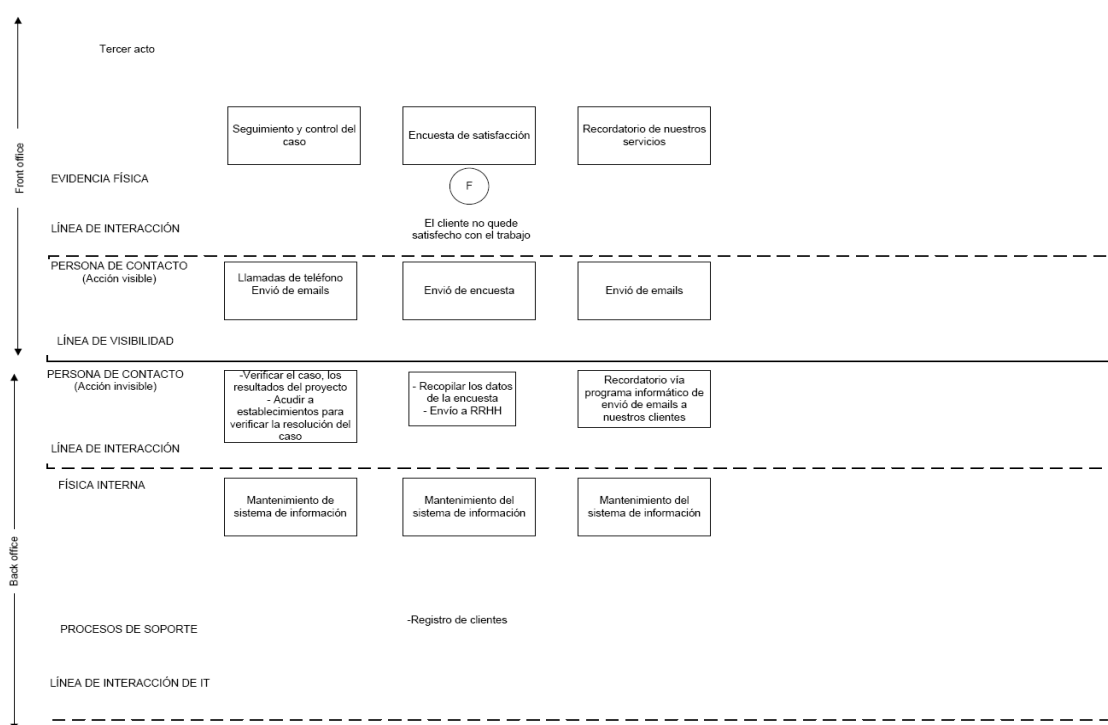 Tercer acto
Seguimiento y control del
caso
Encuesta de satisfacción
Recordatorio de nuestros
servicios
Front office
EVIDENCIA FÍSICA
F
LÍNEA DE INTERACCIÓN
El cliente no quede
satisfecho con el trabajo
PERSONA DE CONTACTO
(Acción visible)
Llamadas de teléfono
Envió de emails
Envió de encuesta
Envió de emails
LÍNEA DE VISIBILIDAD
PERSONA DE CONTACTO
(Acción invisible)
-Verificar el caso, los
resultados del proyecto
- Acudir a
establecimientos para
verificar la resolución del
caso
- Recopilar los datos
de la encuesta
- Envío a RRHH
Recordatorio vía
programa informático de
envió de emails a
nuestros clientes
LÍNEA DE INTERACCIÓN
FÍSICA INTERNA
Mantenimiento de
sistema de información
Mantenimiento del
sistema de información
Mantenimiento del
sistema de información
Back office
-Registro de clientes
PROCESOS DE SOPORTE
LÍNEA DE INTERACCIÓN DE IT